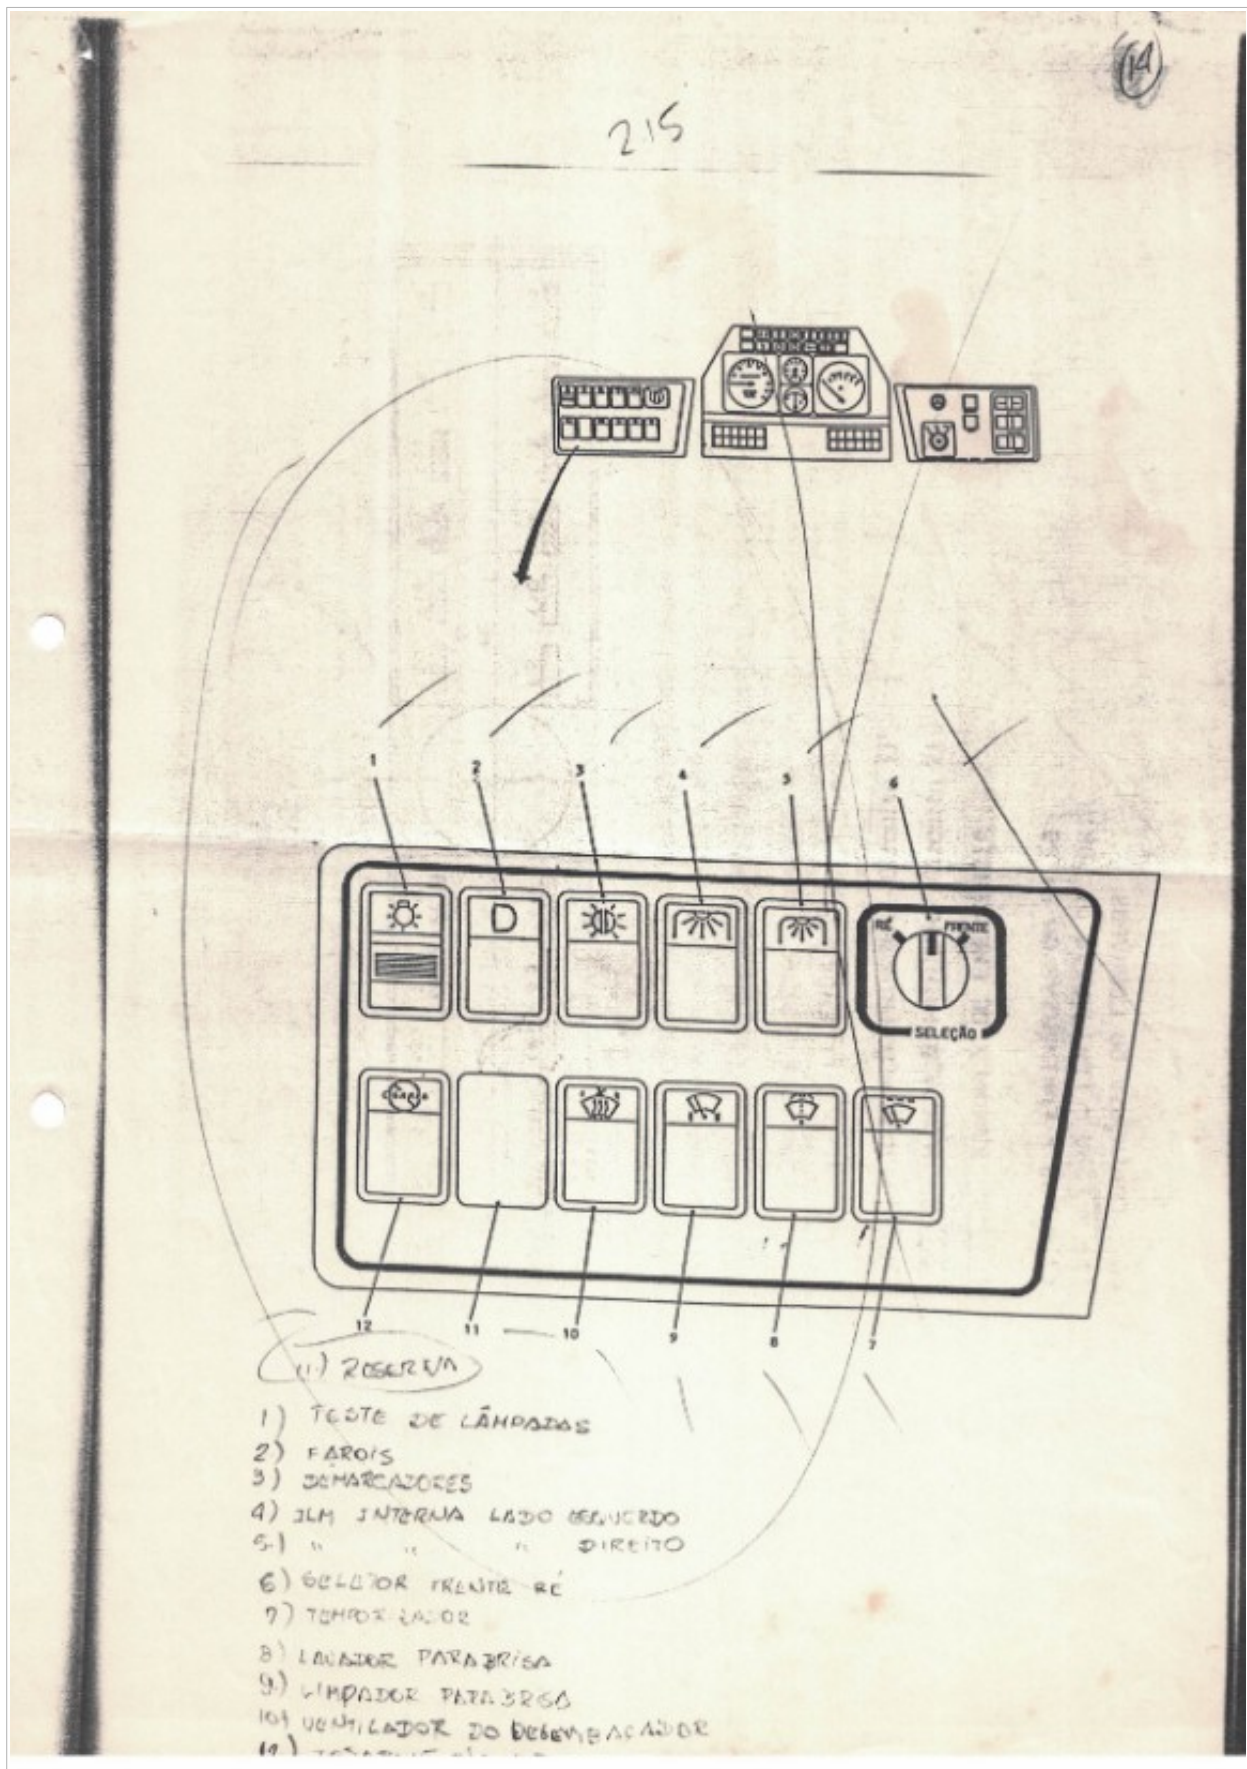 14
215
1 2 3 4 5 6
RÉ FRENTE
SELEÇÃO
12 11 10 9 8 7
11) RESERVA
1) TESTE DE LÂMPADAS
2) FAROIS
3) DEMARCADORES
4) ILM INTERNA LADO ESQUERDO
5) " " " DIREITO
6) SELETOR FRENTE RÉ
7) TEMPORIZADOR
8) LAVADOR PARABRISA
9) LIMPADOR PARABRISA
10) VENTILADOR DO DESEMBAÇADOR
12)